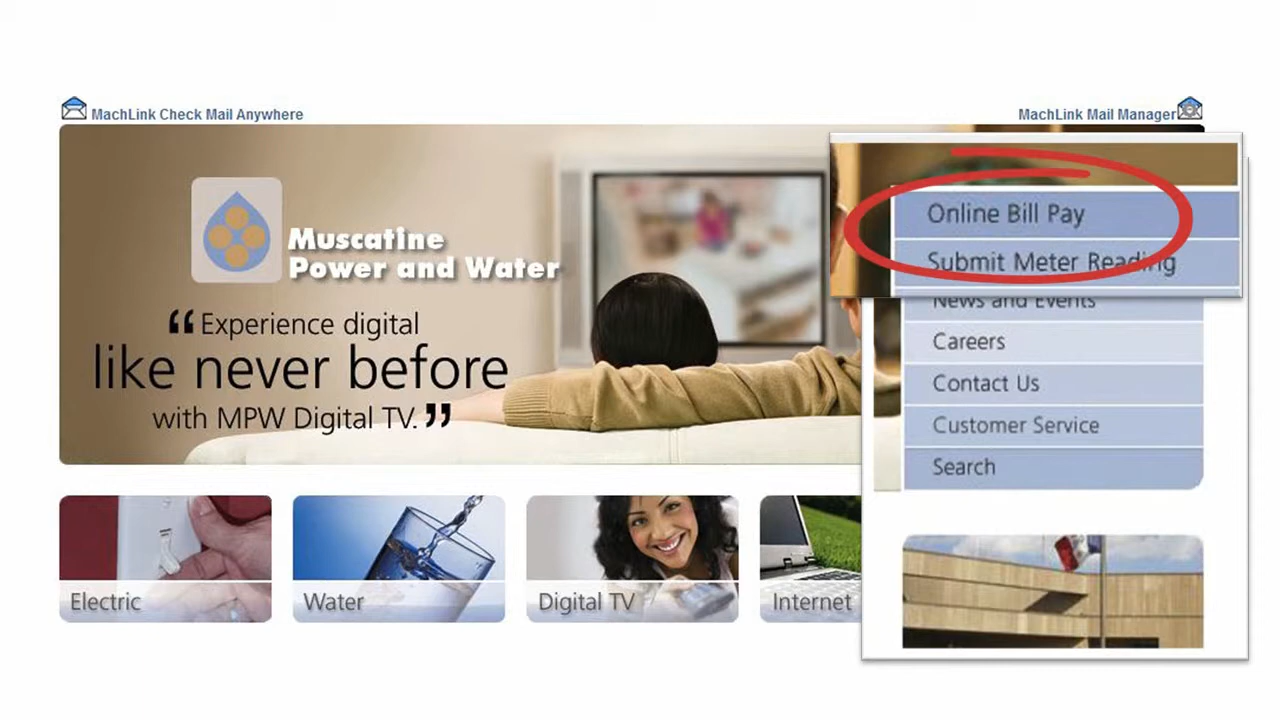 MachLink Check Mail Anywhere
MachLink Mail Manager
Muscatine
Power and Water
“Experience digital
like never before
with MPW Digital TV.”
Online Bill Pay
Submit Meter Reading
News and Events
Careers
Contact Us
Customer Service
Search
Electric
Water
Digital TV
Internet